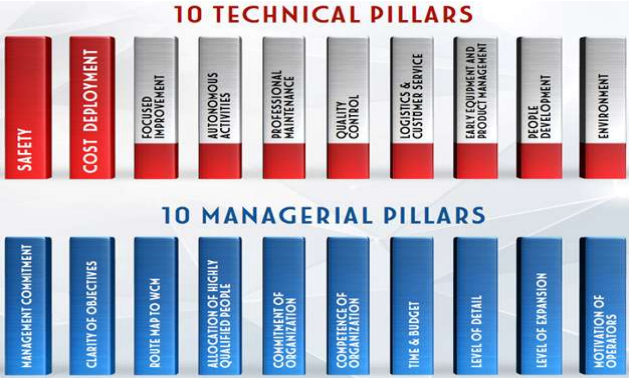 10 TECHNICAL PILLARS
SAFETY
COST DEPLOYMENT
FOCUSED
IMPROVEMENT
AUTONOMOUS
ACTIVITIES
PROFESSIONAL
MAINTENANCE
QUALITY
CONTROL
LOGISTICS &
CUSTOMER SERVICE
EARLY EQUIPMENT AND
PRODUCT MANAGEMENT
PEOPLE
DEVELOPMENT
ENVIRONMENT
10 MANAGERIAL PILLARS
MANAGEMENT COMMITMENT
CLARITY OF OBJECTIVES
ROUTE MAP TO WCM
ALLOCATION OF HIGHLY
QUALIFIED PEOPLE
COMMITMENT OF
ORGANIZATION
COMPETENCE OF
ORGANIZATION
TIME & BUDGET
LEVEL OF DETAIL
LEVEL OF EXPANSION
MOTIVATION OF
OPERATORS